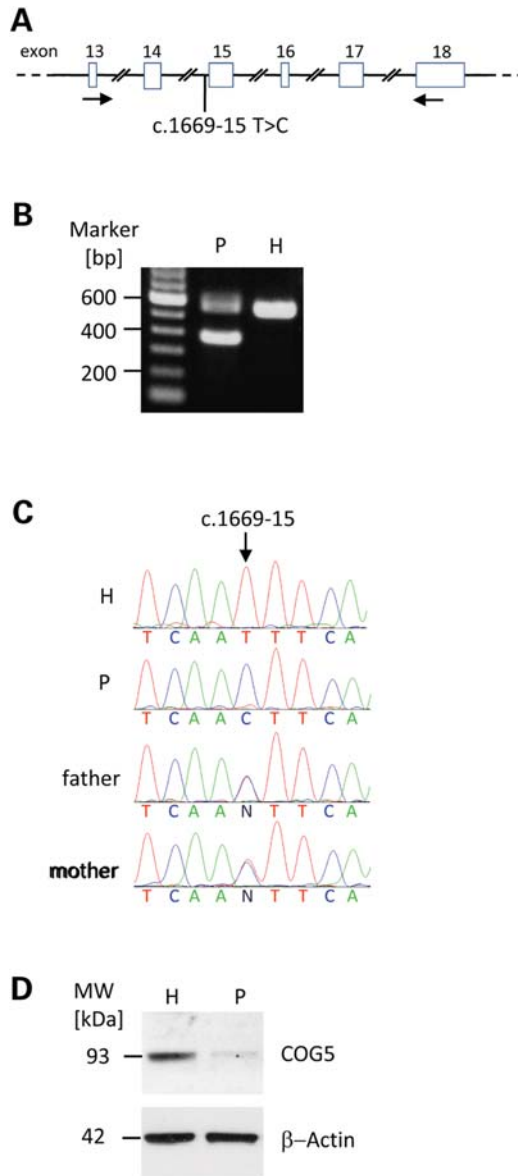 A
exon 13 14 15 16 17 18
c.1669-15 T>C
B
Marker
[bp]
P H
600
400
200
C
c.1669-15
H
T C A A T T T C A
P
T C A A C T T C A
father
T C A A N T T C A
mother
T C A A N T T C A
D
MW
[kDa]
H P
93 COG5
42 β-Actin